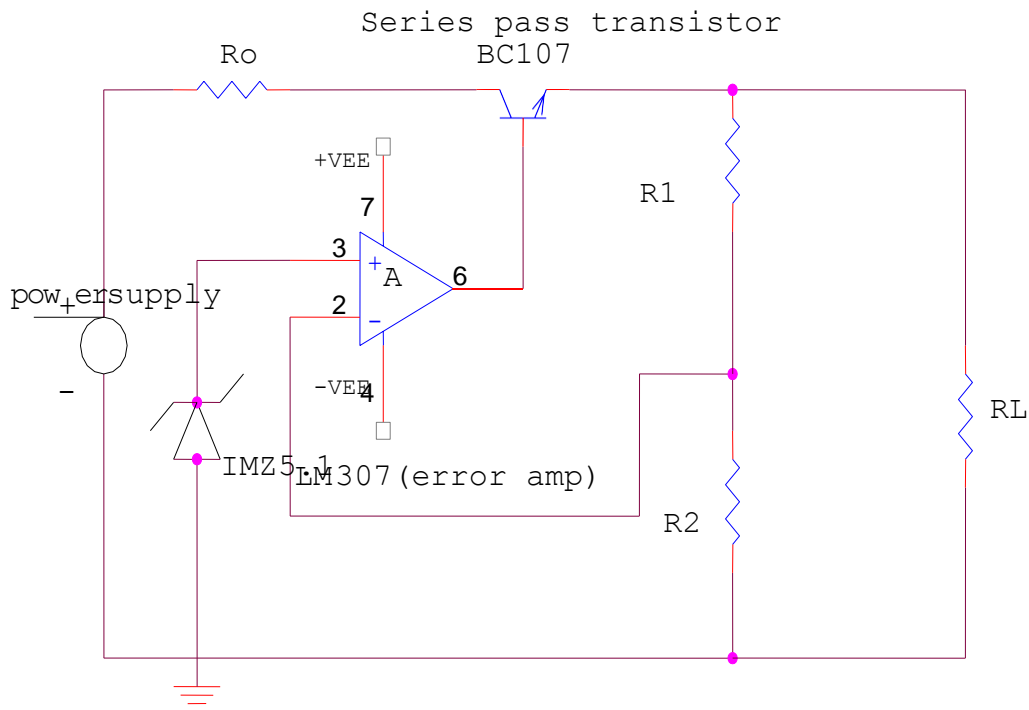 Series pass transistor
BC107
Ro
+VEE
7
R1
3
+
A
6
pow ersupply
+
2
-
-VEE
4
-
RL
IMZ5.1
LM307(error amp)
R2